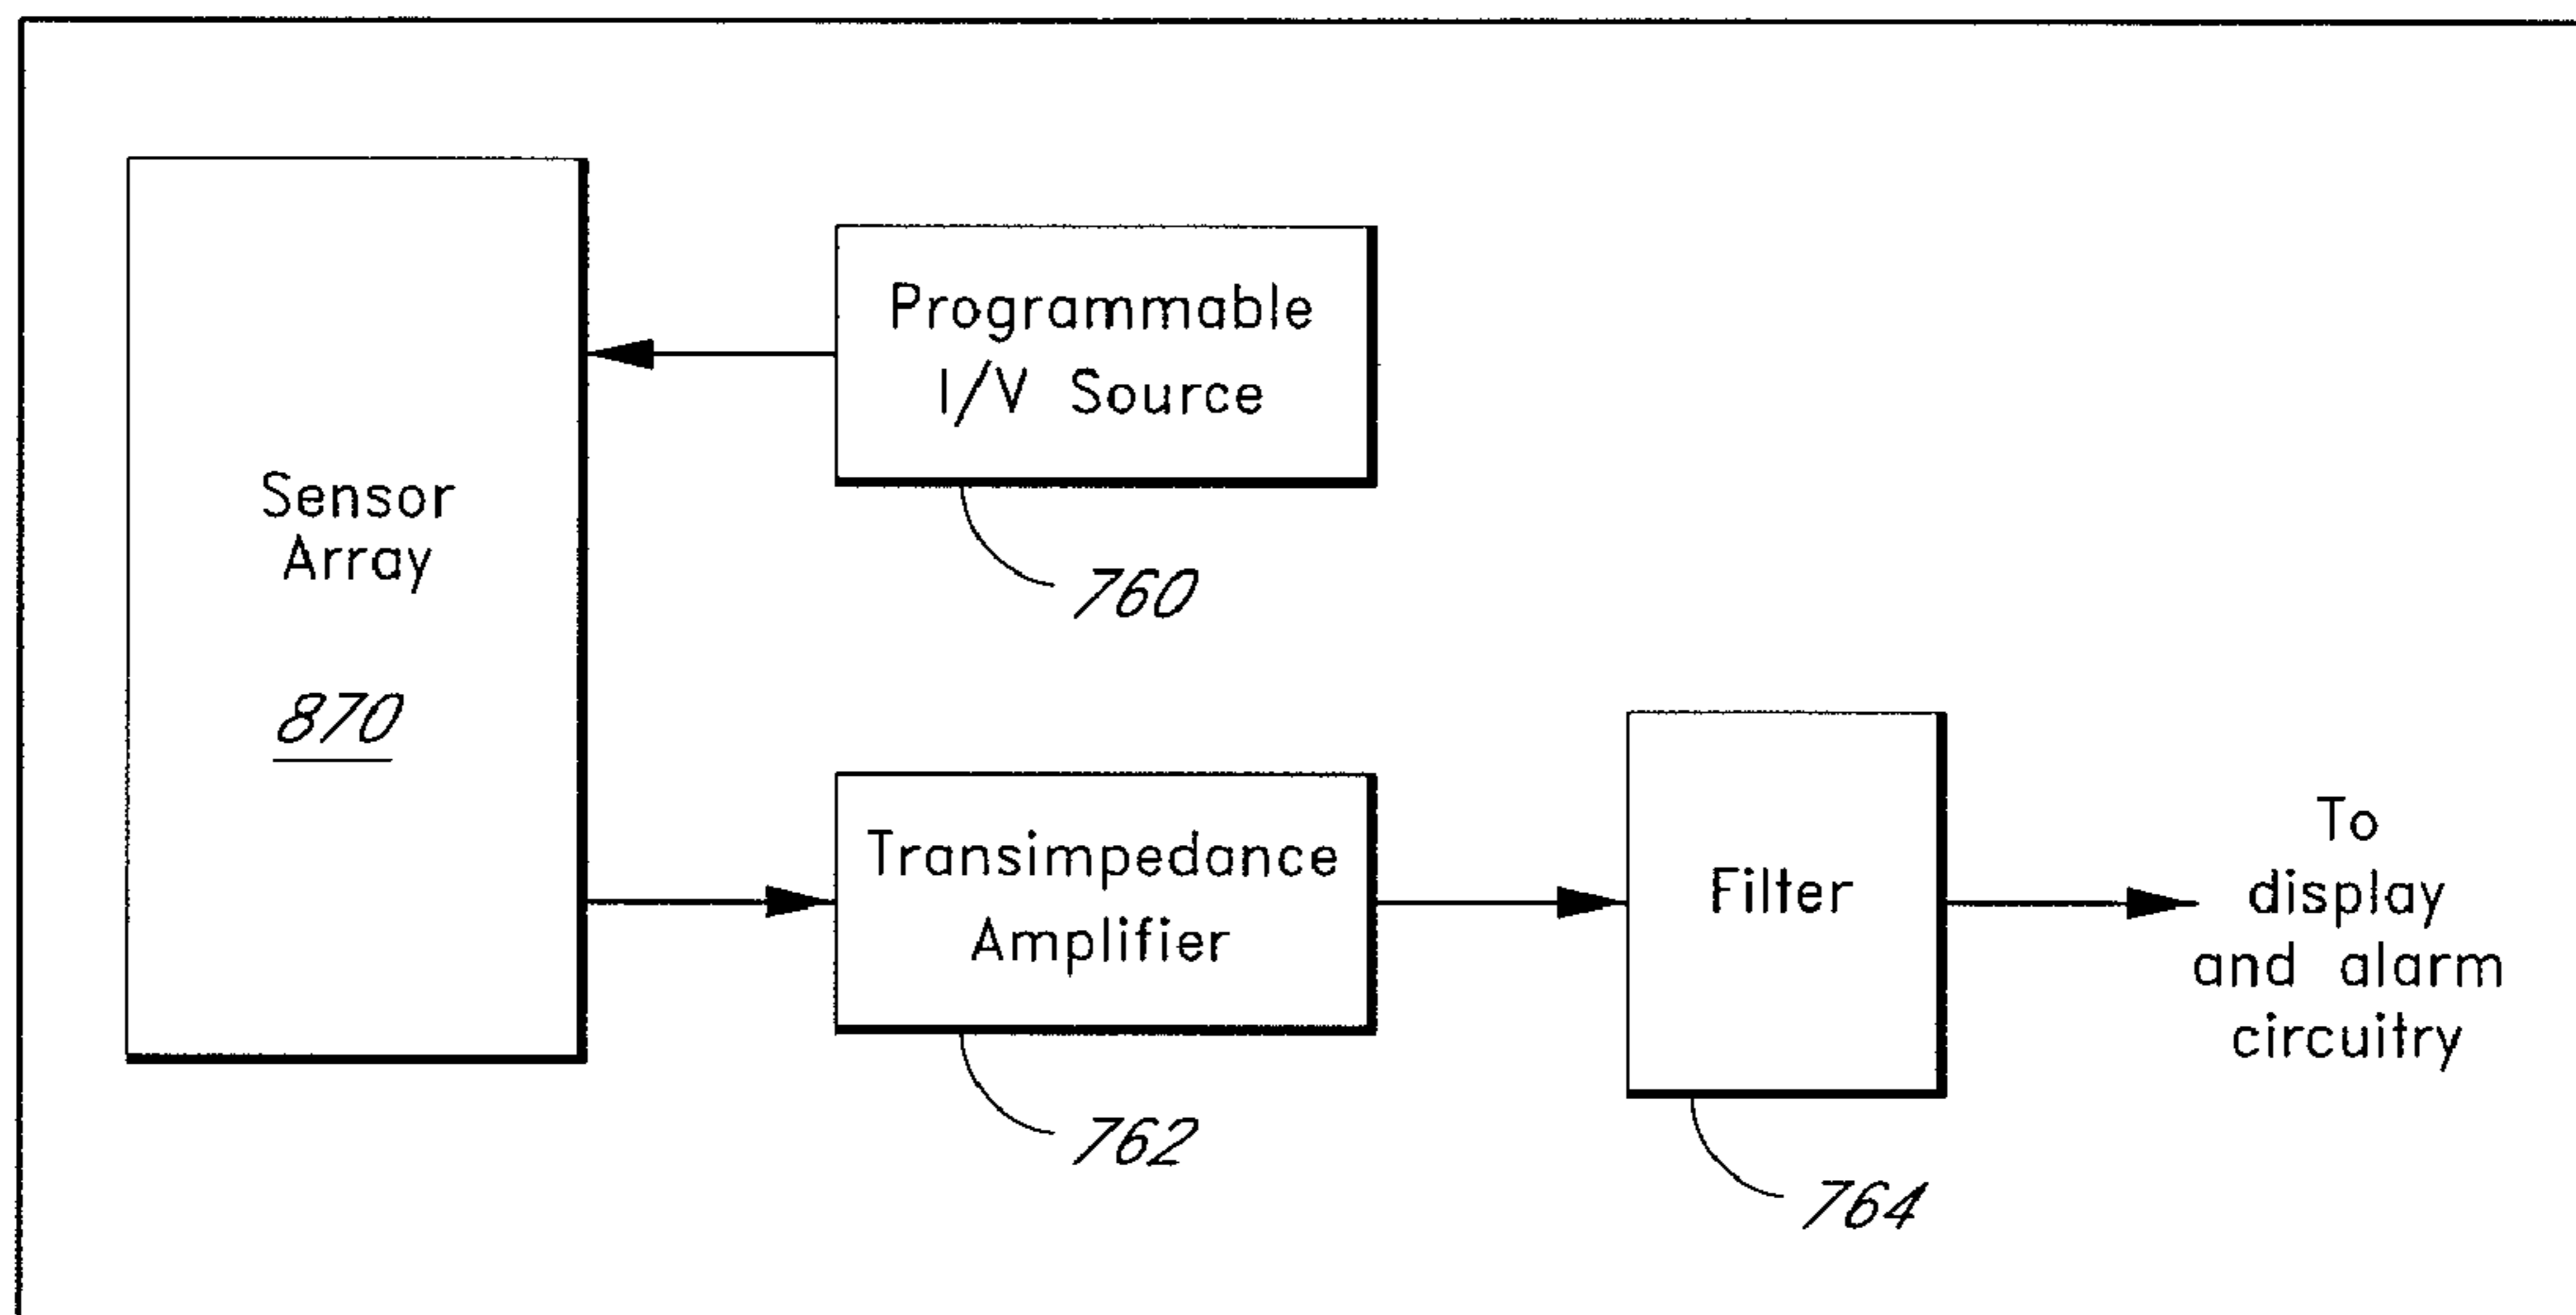 Sensor
Array
870
Programmable
I/V Source
760
Transimpedance
Amplifier
762
Filter
764
To
display
and alarm
circuitry